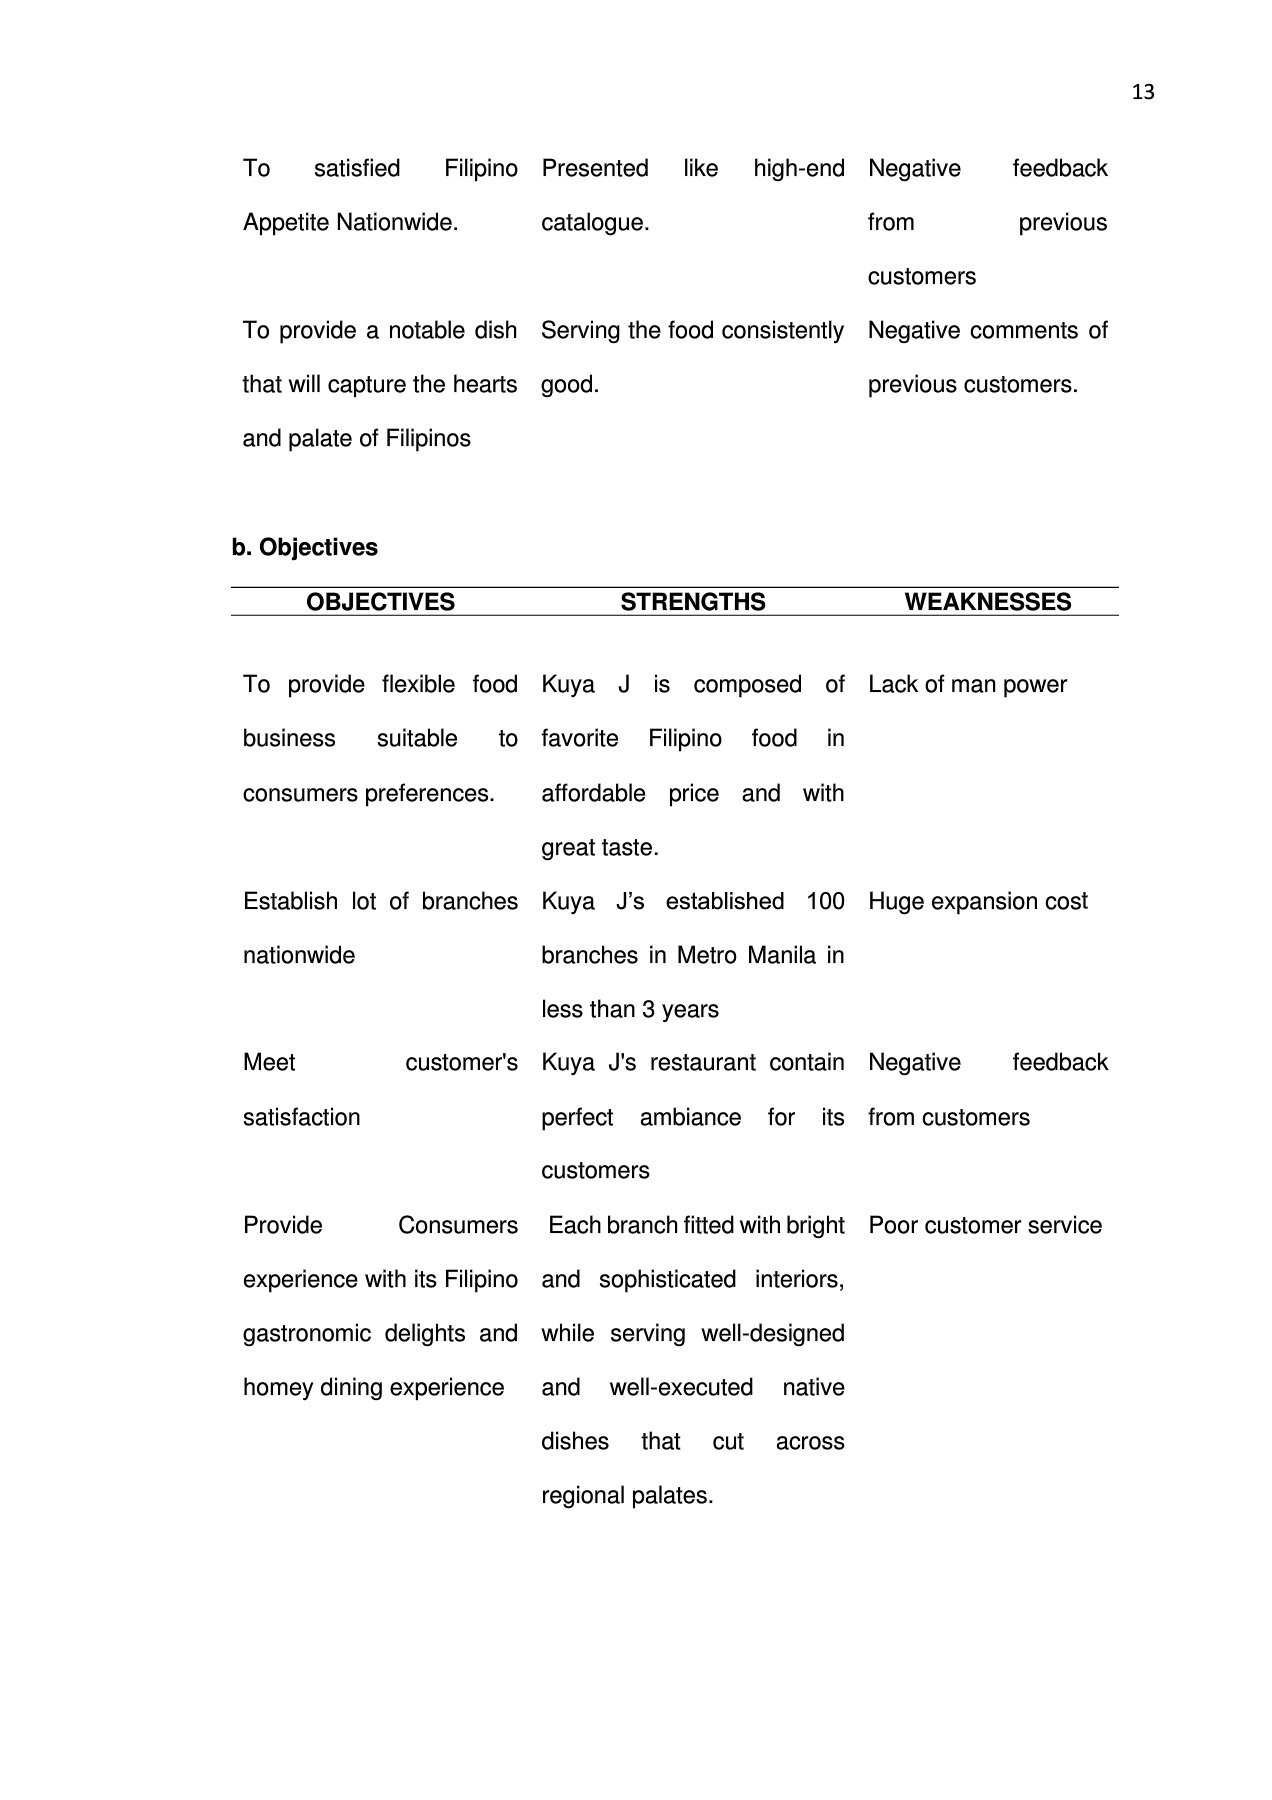 13
To satisfied Filipino Presented like high-end Negative feedback
Appetite Nationwide. catalogue. from previous
customers
To provide a notable dish Serving the food consistently Negative comments of
that will capture the hearts good. previous customers.
and palate of Filipinos
b. Objectives
OBJECTIVES STRENGTHS WEAKNESSES
To provide flexible food Kuya J is composed of Lack of man power
business suitable to favorite Filipino food in
consumers preferences. affordable price and with
great taste.
Establish lot of branches Kuya J’s established 100 Huge expansion cost
nationwide branches in Metro Manila in
less than 3 years
Meet customer's Kuya J's restaurant contain Negative feedback
satisfaction perfect ambiance for its from customers
customers
Provide Consumers Each branch fitted with bright Poor customer service
experience with its Filipino and sophisticated interiors,
gastronomic delights and while serving well-designed
homey dining experience and well-executed native
dishes that cut across
regional palates.